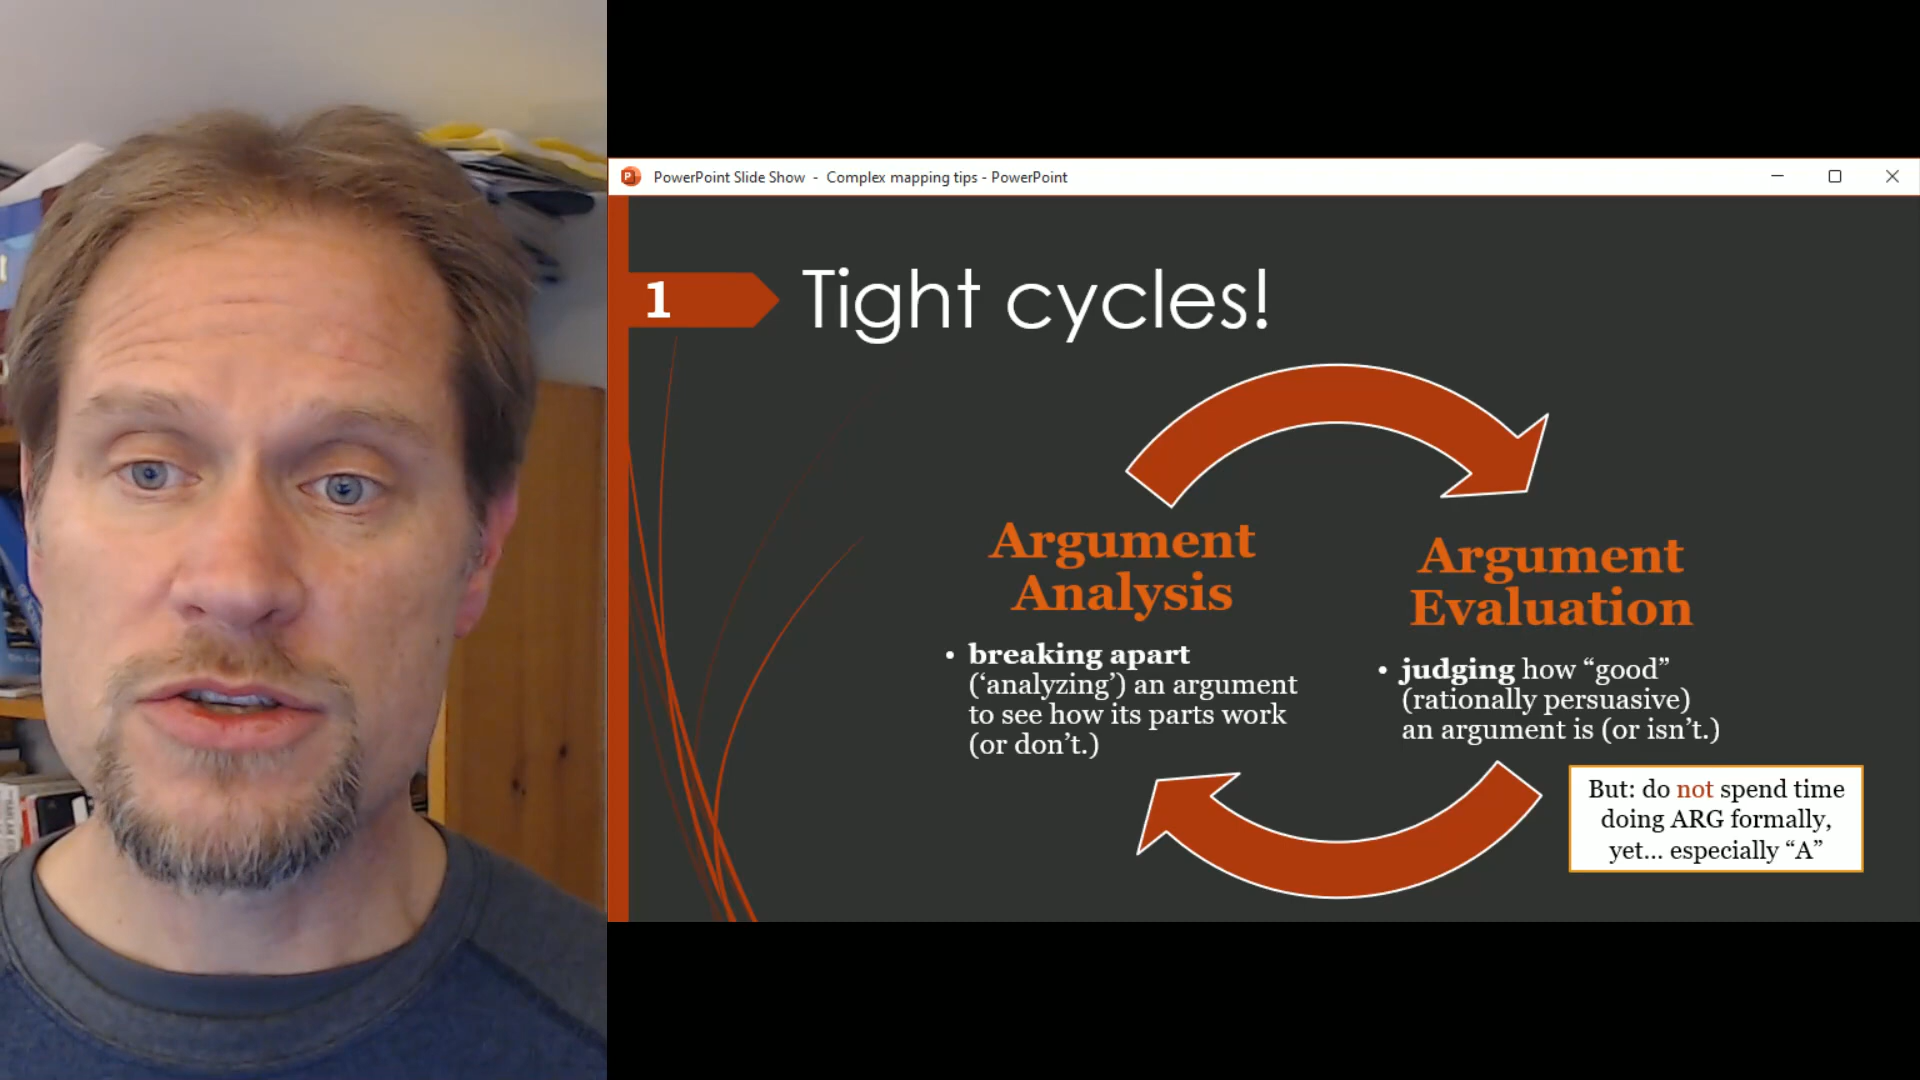 PowerPoint Slide Show - Complex mapping tips - PowerPoint
1
Tight cycles!
Argument
Analysis
• breaking apart
(‘analyzing’) an argument
to see how its parts work
(or don’t.)
Argument
Evaluation
• judging how “good”
(rationally persuasive)
an argument is (or isn’t.)
But: do not spend time
doing ARG formally,
yet... especially “A”